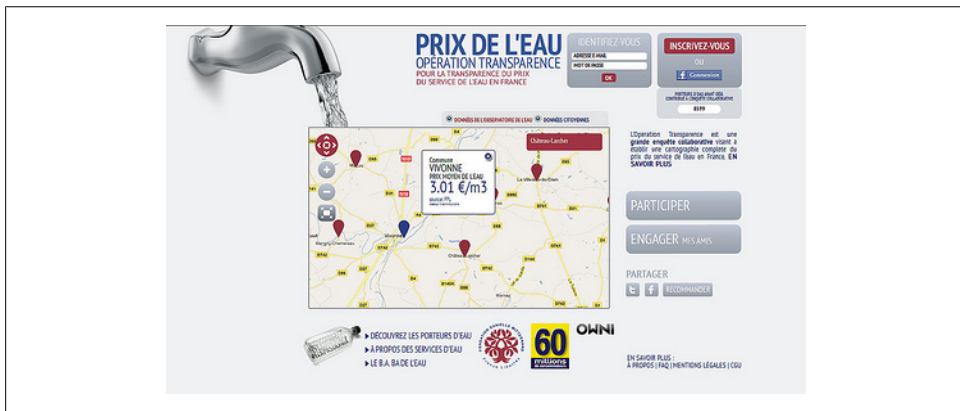 PRIX DE L'EAU
OPÉRATION TRANSPARENCE
POUR LA TRANSPARENCE DU PRIX
DU SERVICE DE L'EAU EN FRANCE
IDENTIFIEZ-VOUS
ADRESSE E-MAIL
MOT DE PASSE
OK
INSCRIVEZ-VOUS
OU
f Connexion
8199
DONNÉES DE L'OBSERVATOIRE DE L'EAU
DONNÉES CITOYENNES
L'Opération Transparence est une
grande enquête collaborative visant à
établir une cartographie complète du
prix du service de l'eau en France. EN
SAVOIR PLUS
Château-Larcher
Commune
VIVONNE
PRIX MOYEN DE L'EAU
3.01 €/m3
Marigny-Chemereau
Château-Larcher
PARTICIPER
ENGAGER MES AMIS
PARTAGER
RECOMMANDER
DÉCOUVREZ LES PORTEURS D'EAU
À PROPOS DES SERVICES D'EAU
LE B.A. BA DE L'EAU
60
millions
OWNI
EN SAVOIR PLUS :
À PROPOS | FAQ | MENTIONS LÉGALES | CGU